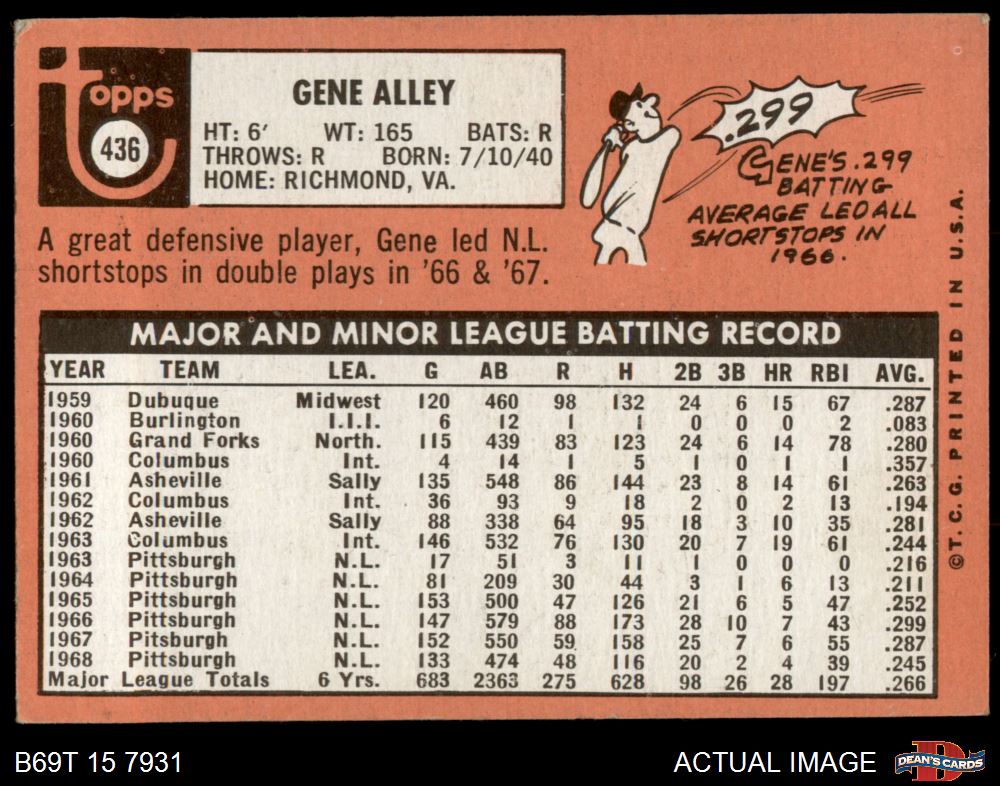 Topps
436
GENE ALLEY
HT: 6' WT: 165 BATS: R
THROWS: R BORN: 7/10/40
HOME: RICHMOND, VA.
.299
GENE'S .299
BATTING
AVERAGE LED ALL
SHORTSTOPS IN
1966.
A great defensive player, Gene led N.L.
shortstops in double plays in '66 & '67.
MAJOR AND MINOR LEAGUE BATTING RECORD
YEAR TEAM LEA. G AB R H 2B 3B HR RBI AVG.
1959 Dubuque Midwest 120 460 98 132 24 6 15 67 .287
1960 Burlington I.I.I. 6 12 1 1 0 0 0 2 .083
1960 Grand Forks North. 115 439 83 123 24 6 14 78 .280
1960 Columbus Int. 4 14 1 5 1 0 1 1 .357
1961 Asheville Sally 135 548 86 144 23 8 14 61 .263
1962 Columbus Int. 36 93 9 18 2 0 2 13 .194
1962 Asheville Sally 88 338 64 95 18 3 10 35 .281
1963 Columbus Int. 146 532 76 130 20 7 19 61 .244
1963 Pittsburgh N.L. 17 51 3 11 1 0 0 0 .216
1964 Pittsburgh N.L. 81 209 30 44 3 1 6 13 .211
1965 Pittsburgh N.L. 153 500 47 126 21 6 5 47 .252
1966 Pittsburgh N.L. 147 579 88 173 28 10 7 43 .299
1967 Pitsburgh N.L. 152 550 59 158 25 7 6 55 .287
1968 Pittsburgh N.L. 133 474 48 116 20 2 4 39 .245
Major League Totals 6 Yrs. 683 2363 275 628 98 26 28 197 .266
©T. C. G. PRINTED IN U.S.A.
B69T 15 7931 ACTUAL IMAGE
D
DEAN'S CARDS